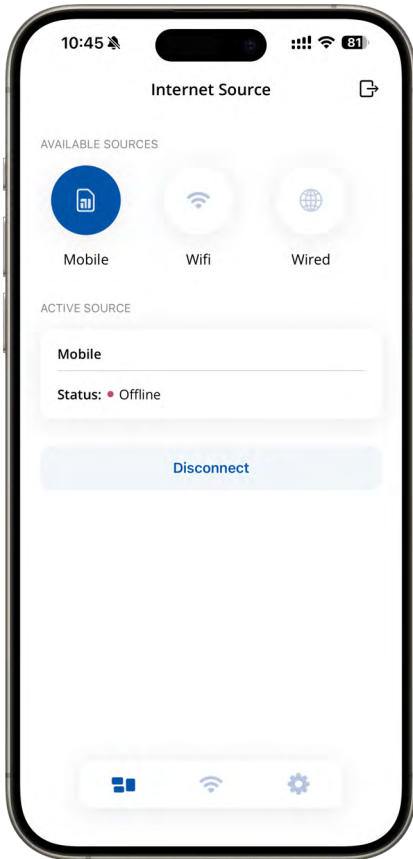 10:45
81
Internet Source
AVAILABLE SOURCES
Mobile
Wifi
Wired
ACTIVE SOURCE
Mobile
Status: • Offline
Disconnect